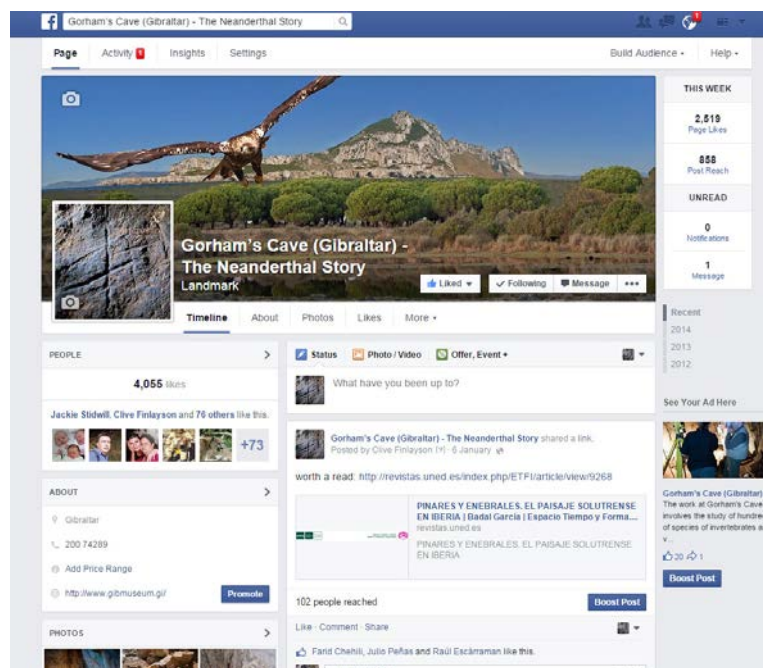 Gorham's Cave (Gibraltar) - The Neanderthal Story
1
Page
Activity 1
Insights
Settings
Build Audience
Help
THIS WEEK
2,519
Page Likes
858
Post Reach
UNREAD
0
Notifications
1
Message
Gorham's Cave (Gibraltar) -
The Neanderthal Story
Landmark
Liked
Following
Message
Timeline
About
Photos
Likes
More
Recent
2014
2013
2012
PEOPLE
4,055 likes
Jackie Stidwill, Clive Finlayson and 76 others like this.
+73
ABOUT
Gibraltar
200 74289
Add Price Range
http://www.gibmuseum.gi/
Promote
PHOTOS
Status
Photo / Video
Offer, Event +
What have you been up to?
Gorham's Cave (Gibraltar) - The Neanderthal Story shared a link.
Posted by Clive Finlayson [?] · 6 January
worth a read: http://revistas.uned.es/index.php/ETFI/article/view/9268
PINARES Y ENEBRALES. EL PAISAJE SOLUTRENSE
EN IBERIA | Badal García | Espacio Tiempo y Forma....
revistas.uned.es
PINARES Y ENEBRALES. EL PAISAJE SOLUTRENSE
EN IBERIA
102 people reached
Boost Post
Like · Comment · Share
Farid Chehili, Julio Peñas and Raúl Escárraman like this.
See Your Ad Here
Gorham's Cave (Gibraltar)
The work at Gorham's Cave
involves the study of hundre
of species of invertebrates a
v...
20
1
Boost Post